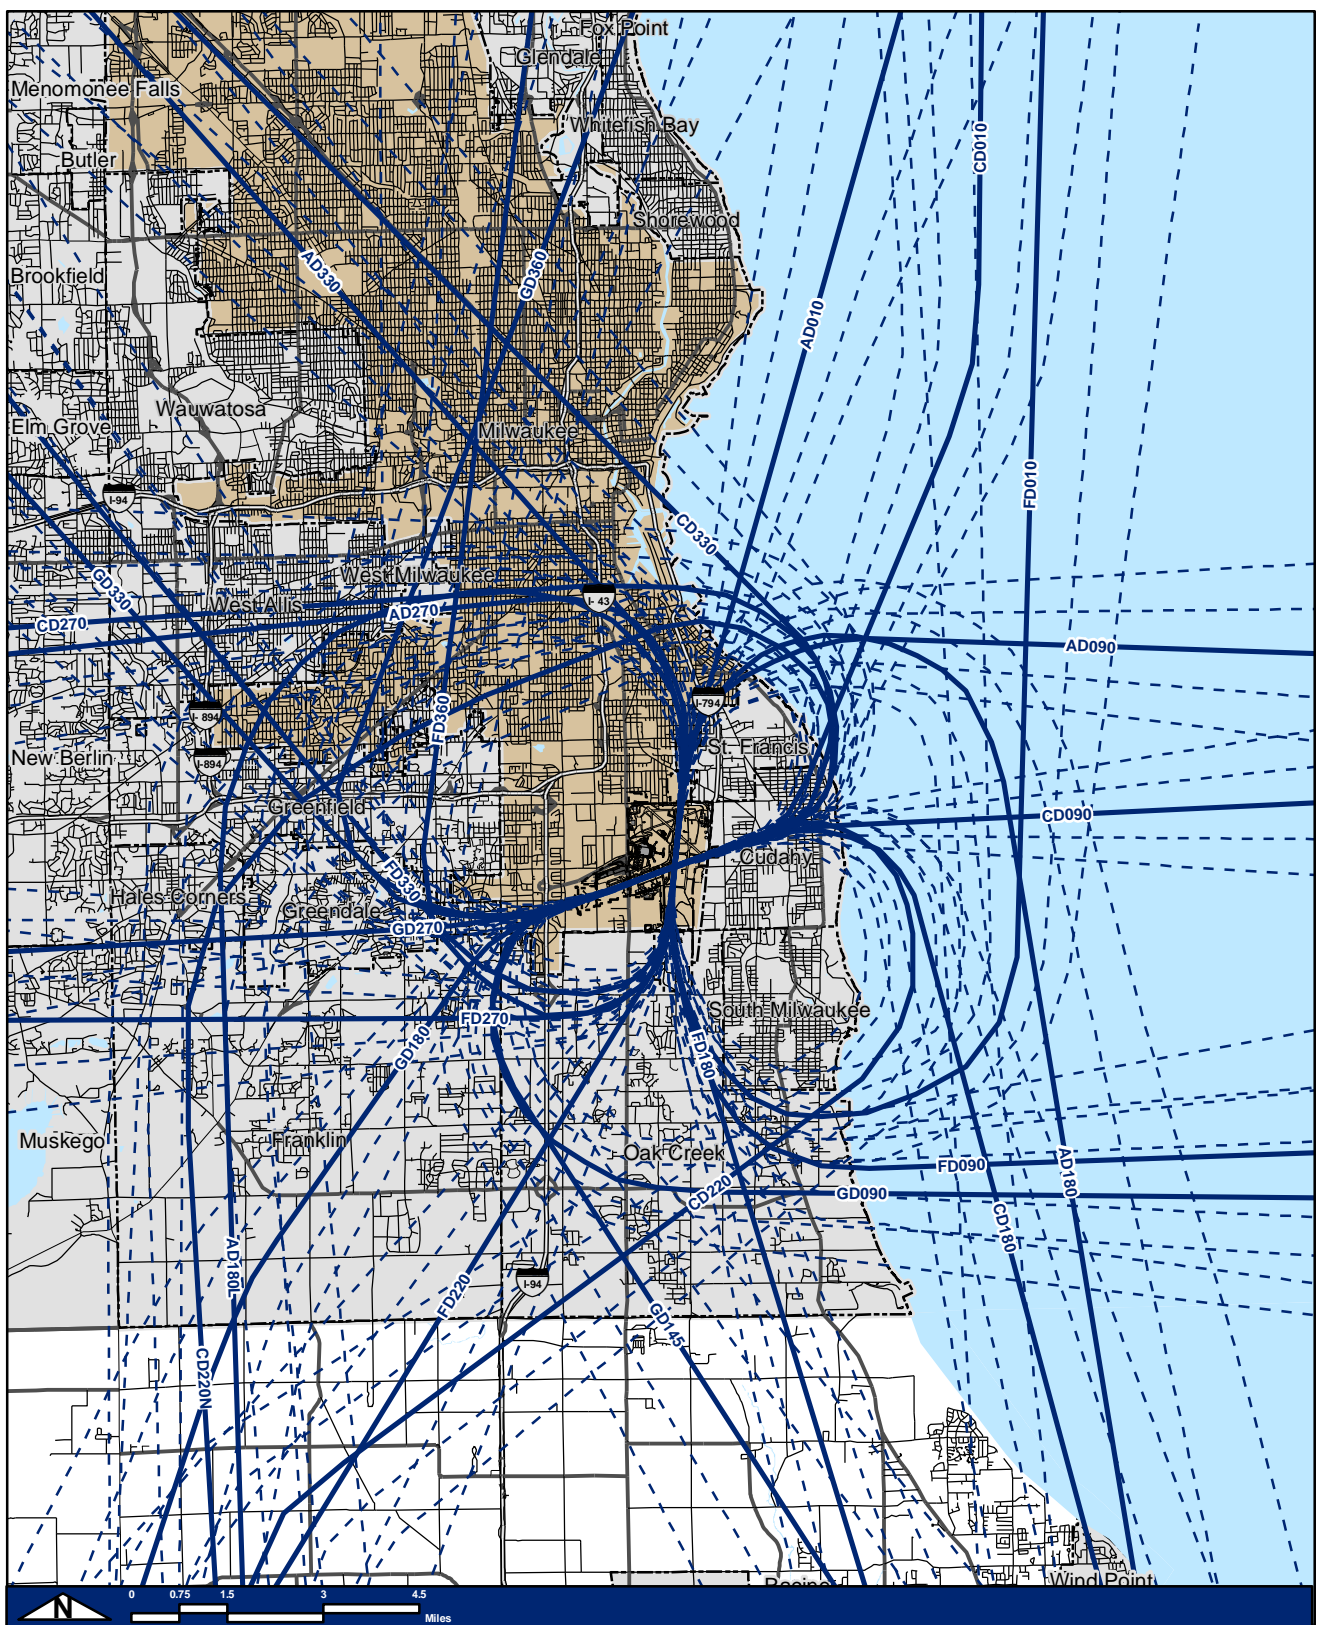 Fox Point
Glendale
Menomonee Falls
Whitefish Bay
CD010
Butler
Shorewood
AD330
GD360
Brookfield
AD010
Wauwatosa
Elm Grove
Milwaukee
FD010
I-94
CD330
West Milwaukee
GD330
West Allis
I- 43
AD270
CD270
AD090
I-794
I- 894
FD360
St. Francis
New Berlin
I-894
Greenfield
CD090
Cudahy
FD330
Hales Corners
Greendale
GD270
South Milwaukee
FD270
GD180
FD180
Muskego
Franklin
Oak Creek
FD090
AD180
CD220
GD090
CD180
AD180L
I-94
FD220
GD145
CD220N
Racine
Wind Point
N
0 0.75 1.5 3 4.5
Miles